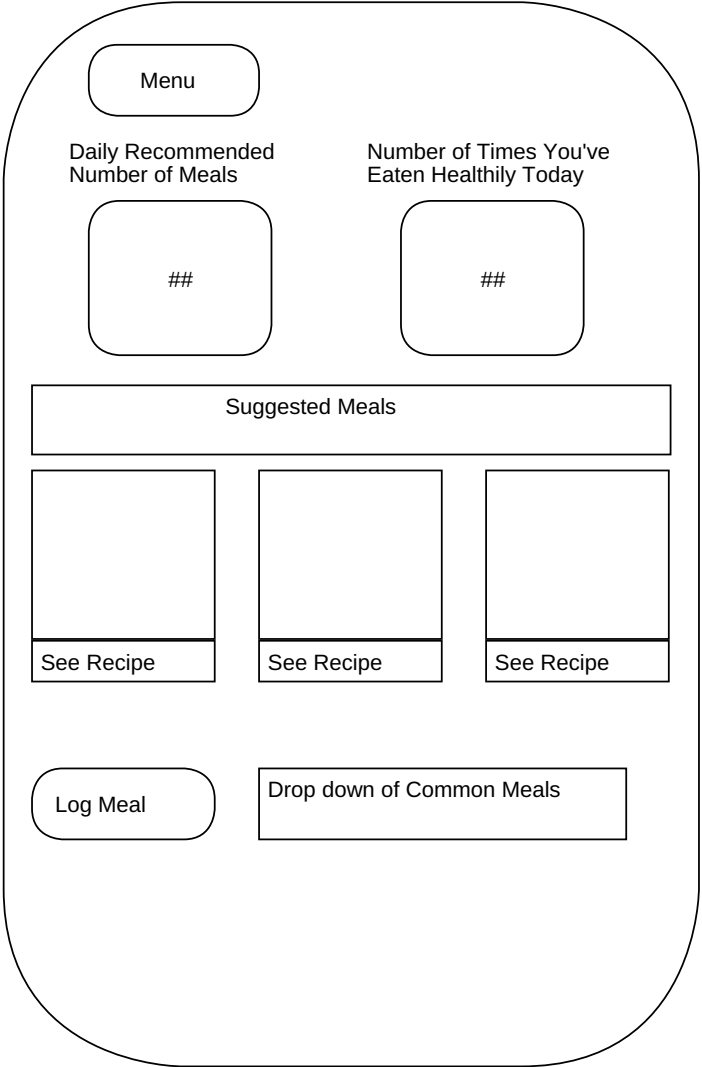 Menu
Daily Recommended
Number of Meals
Number of Times You've
Eaten Healthily Today
##
##
Suggested Meals
See Recipe
See Recipe
See Recipe
Log Meal
Drop down of Common Meals